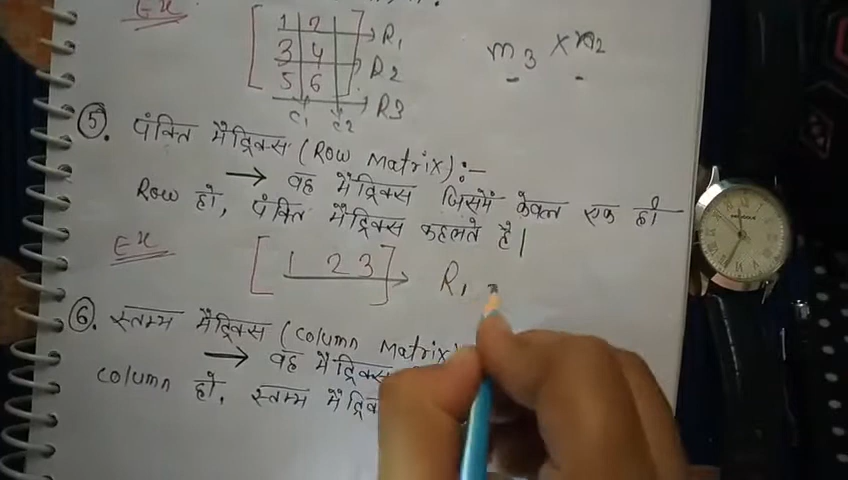 Ex
1 2 R1
3 4 R2
5 6 R3
C1 C2
m3 x n2
5. पंक्ति मैट्रिक्स (Row Matrix) :-
→ वह मैट्रिक्स जिसमें केवल एक ही
Row हो, पंक्ति मैट्रिक्स कहलते है।
Ex [1 2 3] R1
6. स्तम्भ मैट्रिक्स (column Matrix
→ वह मैट्रिक्स
column हो. स्तम्भ